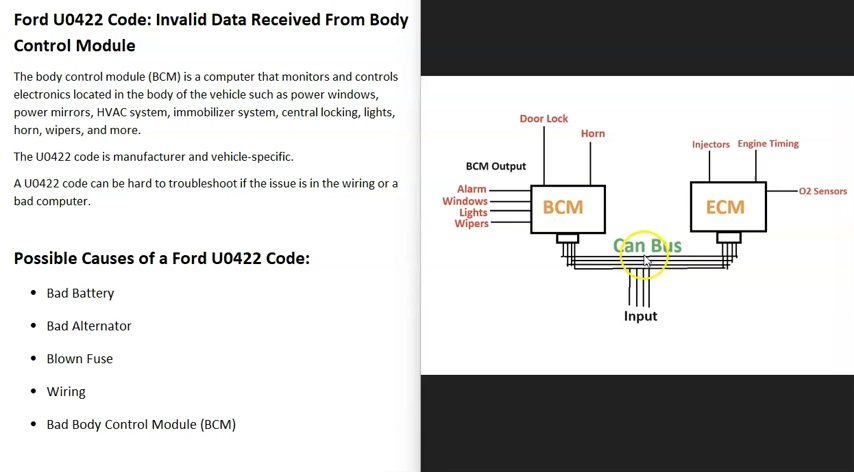 Ford U0422 Code: Invalid Data Received From Body
Control Module
The body control module (BCM) is a computer that monitors and controls
electronics located in the body of the vehicle such as power windows,
power mirrors, HVAC system, immobilizer system, central locking, lights,
horn, wipers, and more.
The U0422 code is manufacturer and vehicle-specific.
A U0422 code can be hard to troubleshoot if the issue is in the wiring or a
bad computer.
Possible Causes of a Ford U0422 Code:
• Bad Battery
• Bad Alternator
• Blown Fuse
• Wiring
• Bad Body Control Module (BCM)
Door Lock
Horn
BCM Output
Alarm
Windows
Lights
Wipers
BCM
Injectors
Engine Timing
O2 Sensors
ECM
Can Bus
Input